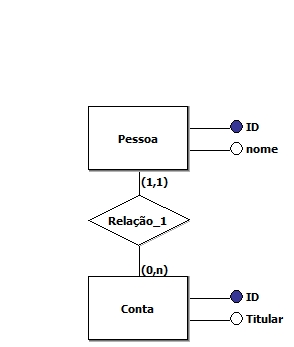 ID
Pessoa
nome
(1,1)
Relação_1
(0,n)
ID
Conta
Titular